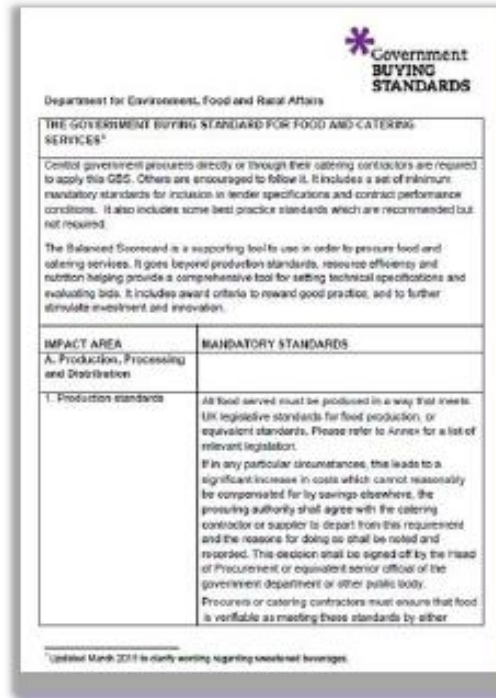 Government
BUYING
STANDARDS
Department for Environment, Food and Rural Affairs
THE GOVERNMENT BUYING STANDARD FOR FOOD AND CATERING
SERVICES¹
Central government procurers directly or through their catering contractors are required
to apply this GBS. Others are encouraged to follow it. It includes a set of minimum
mandatory standards for inclusion in tender specifications and contract performance
conditions. It also includes some best practice standards which are recommended but
not required.
The Balanced Scorecard is a supporting tool to use in order to procure food and
catering services. It goes beyond production standards, resource efficiency and
nutrition helping provide a comprehensive tool for setting technical specifications and
evaluating bids. It includes award criteria to reward good practice, and to further
stimulate investment and innovation.
IMPACT AREA
MANDATORY STANDARDS
A. Production, Processing
and Distribution
1. Production standards
All food served must be produced in a way that meets
UK legislative standards for food production, or
equivalent standards. Please refer to Annex for a list of
relevant legislation.
If in any particular circumstances, this leads to a
significant increase in costs which cannot reasonably
be compensated for by savings elsewhere, the
procuring authority shall agree with the catering
contractor or supplier to depart from this requirement
and the reasons for doing so shall be noted and
recorded. This decision shall be signed off by the Head
of Procurement or equivalent senior official of the
government department or other public body.
Procurers or catering contractors must ensure that food
is verifiable as meeting these standards by either
¹ Updated March 2015 to clarify wording regarding sweetened beverages.